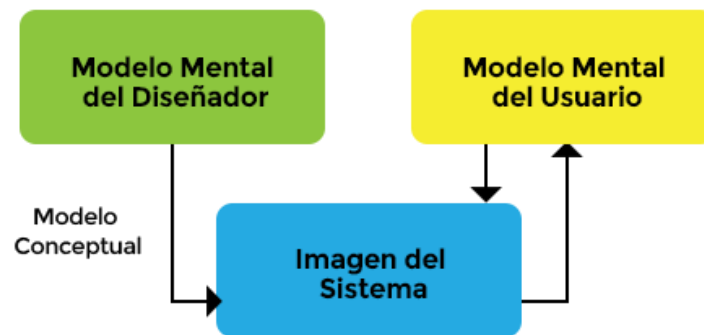 Modelo Mental
del Diseñador
Modelo Mental
del Usuario
Modelo
Conceptual
Imagen del
Sistema